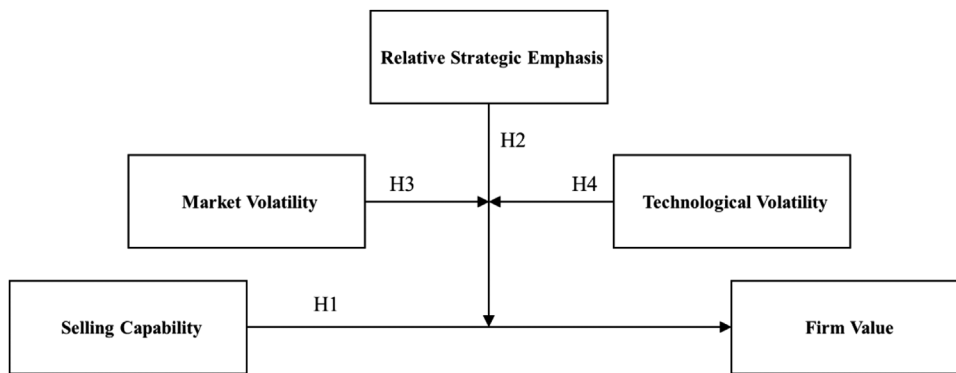 Relative Strategic Emphasis
H2
Market Volatility
H3
H4
Technological Volatility
Selling Capability
H1
Firm Value